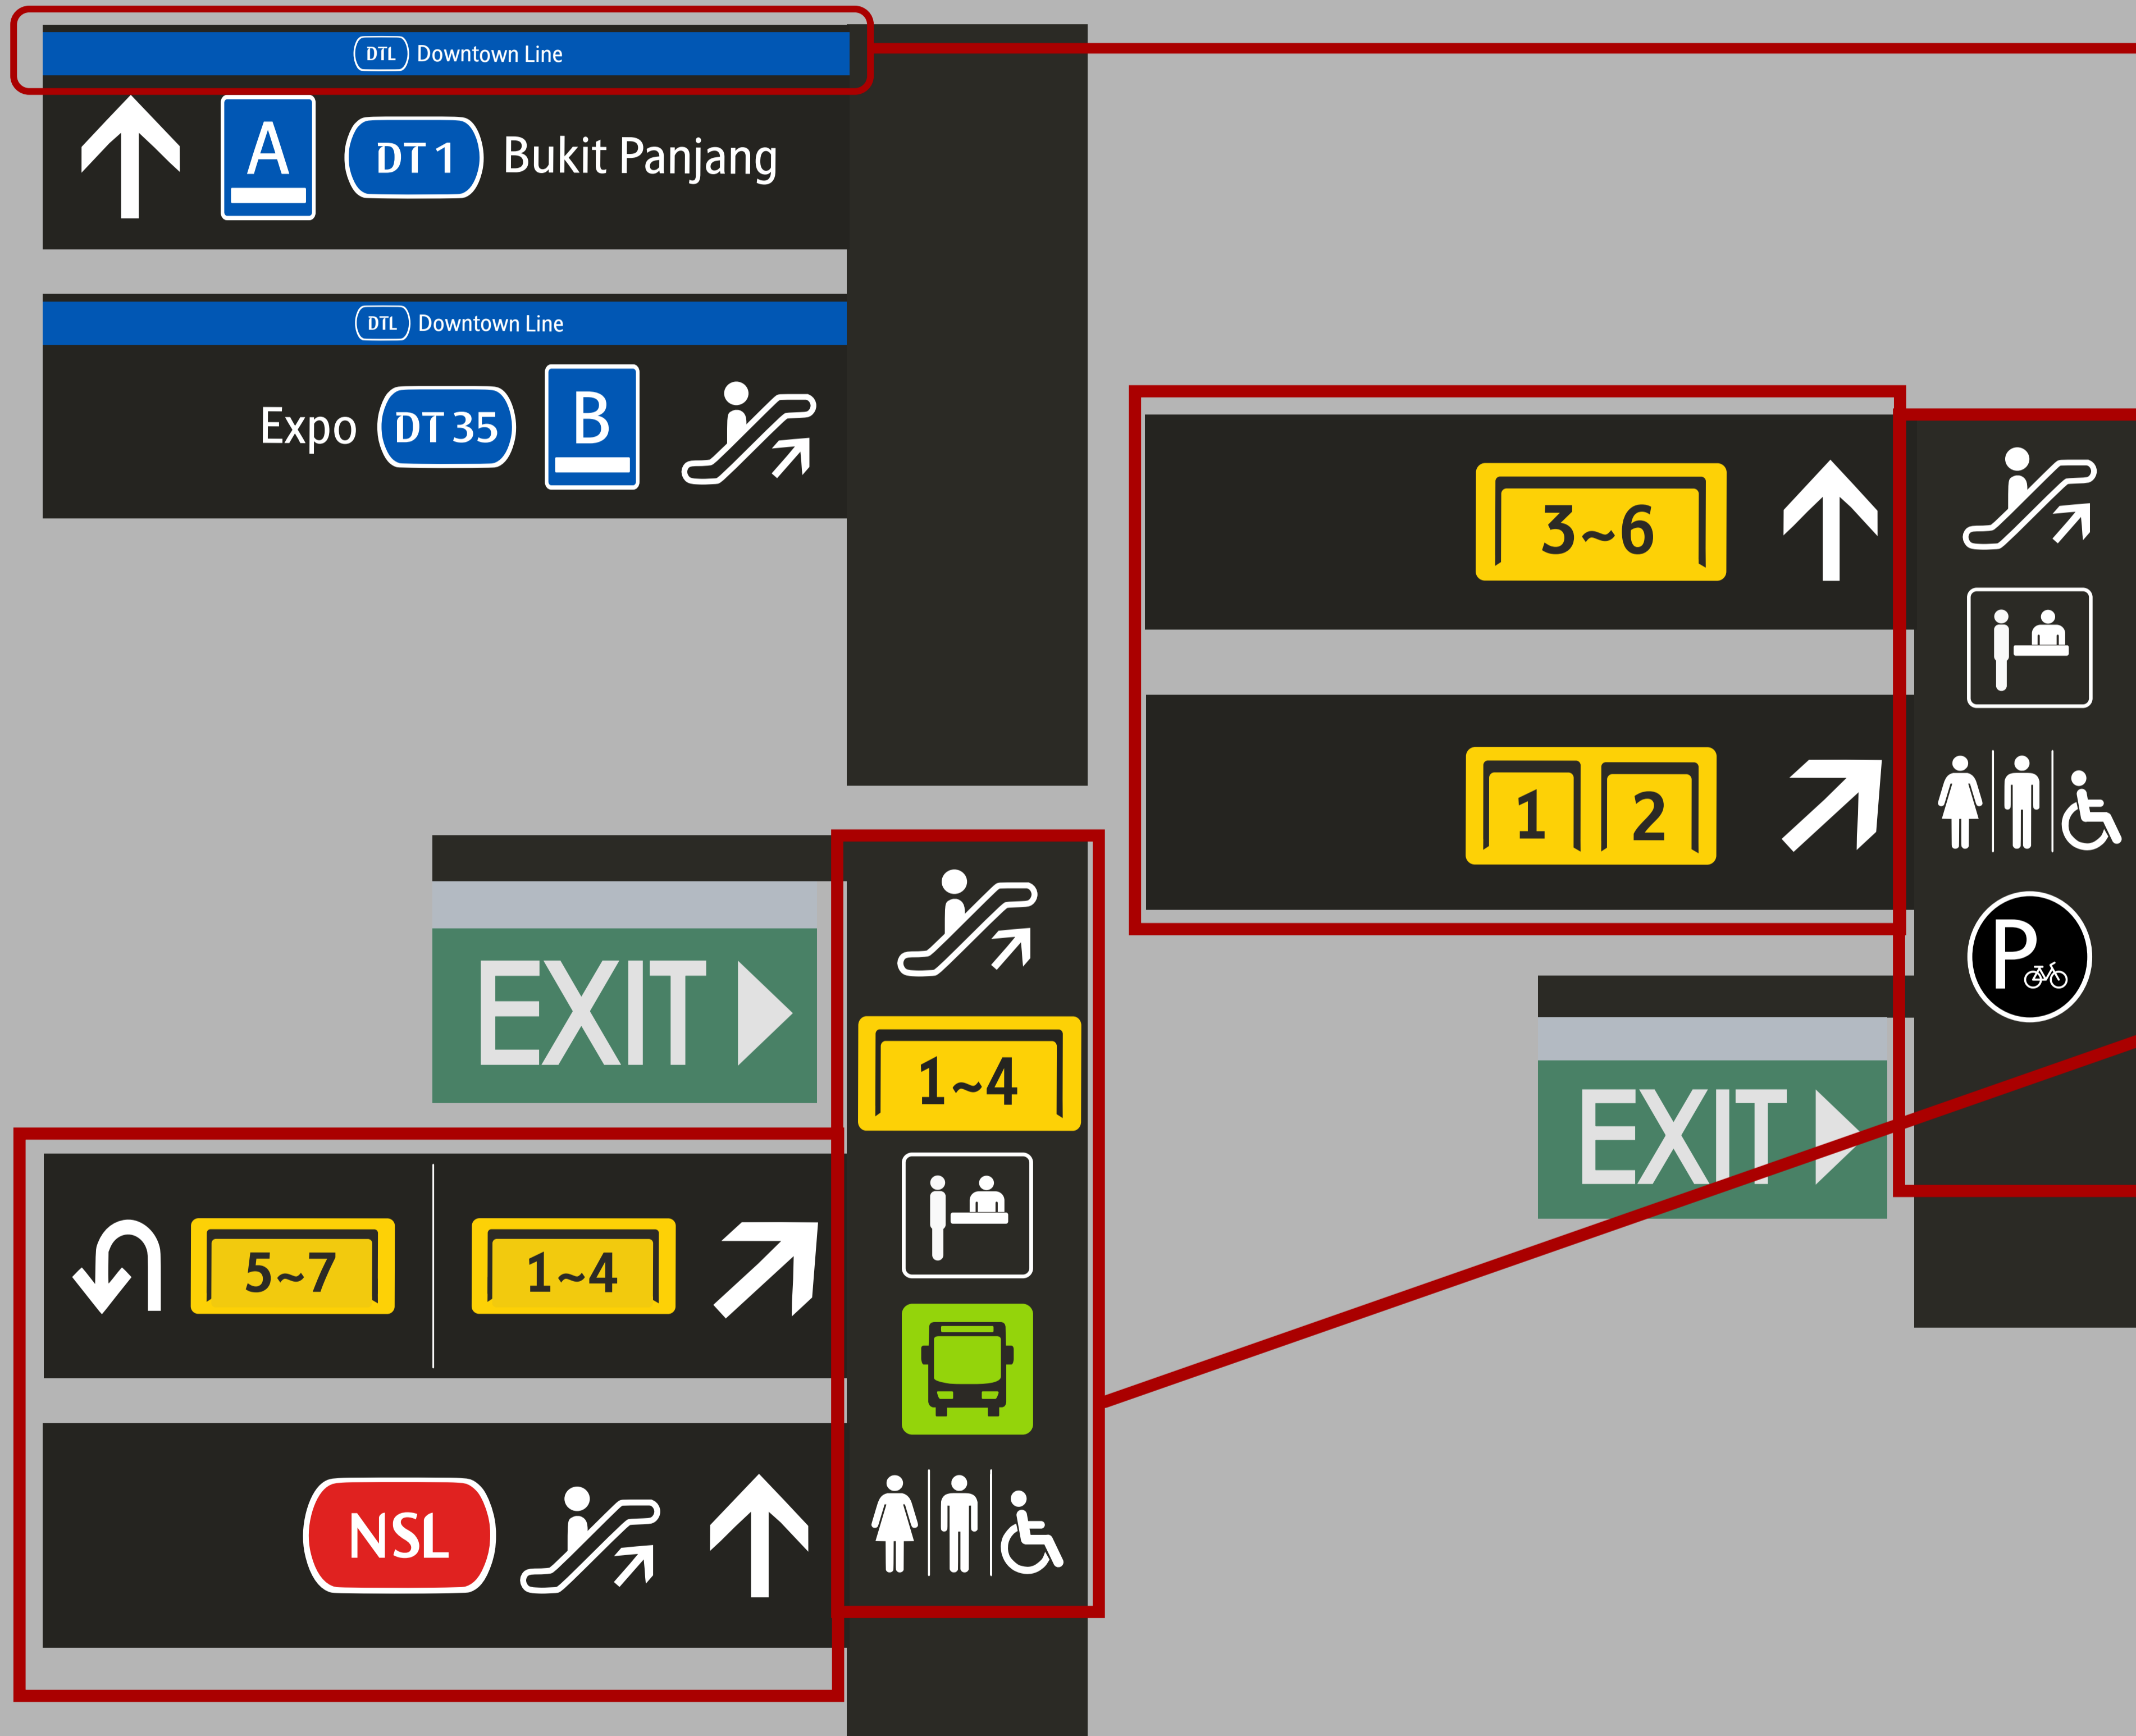 DTL Downtown Line
A DT 1 Bukit Panjang
DTL Downtown Line
Expo DT 35 B
3~6
1 2
P
EXIT
1~4
EXIT
5~7 1~4
NSL